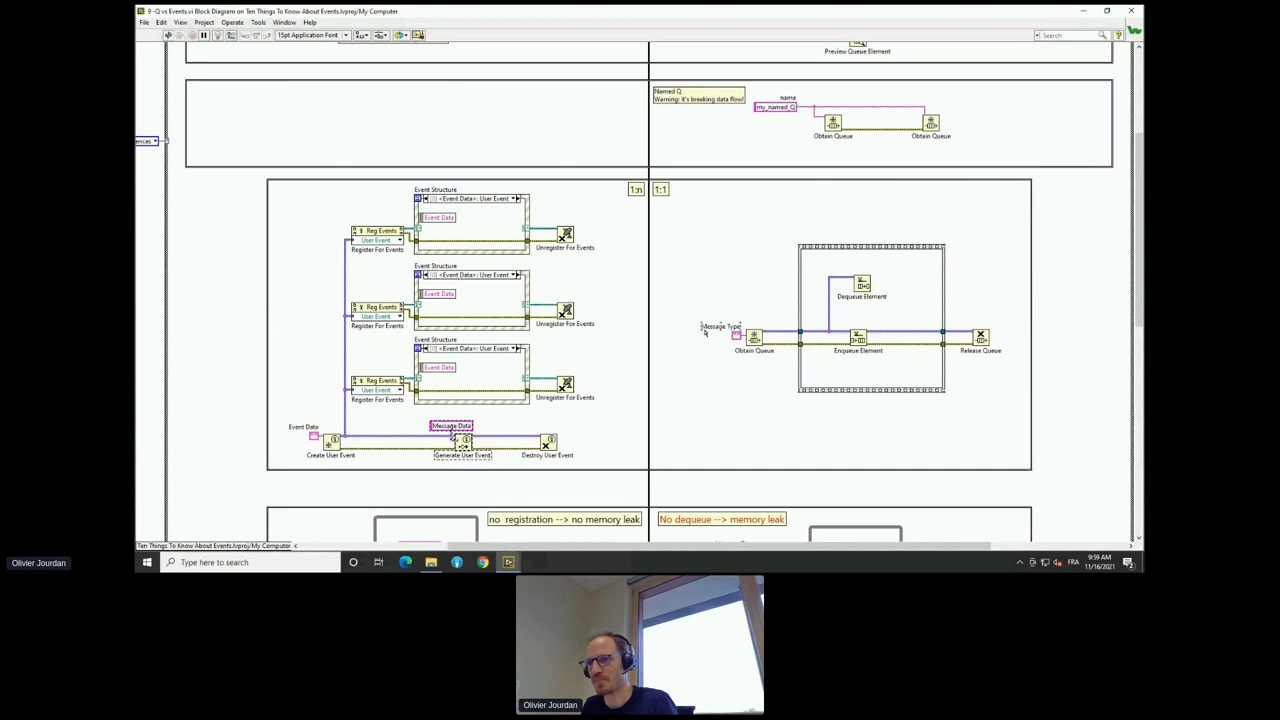 9 -Q vs Events.vi Block Diagram on Ten Things To Know About Events.lvproj/My Computer
File Edit View Project Operate Tools Window Help
15pt Application Font
Search
Preview Queue Element
Named Q
Warning: it's breaking data flow!
name
my_named_Q
Obtain Queue
Obtain Queue
ences
1:n
1:1
Event Structure
<Event Data>: User Event
Event Data
Reg Events
User Event
Register For Events
Unregister For Events
Event Structure
<Event Data>: User Event
Event Data
Reg Events
User Event
Register For Events
Unregister For Events
Event Structure
<Event Data>: User Event
Event Data
Reg Events
User Event
Register For Events
Unregister For Events
Message Data
Event Data
Create User Event
Generate User Event
Destroy User Event
Dequeue Element
Message Type
Obtain Queue
Enqueue Element
Release Queue
no registration --> no memory leak
No dequeue --> memory leak
Ten Things To Know About Events.lvproj/My Computer
Type here to search
FRA
9:59 AM
11/16/2021
Olivier Jourdan
Olivier Jourdan